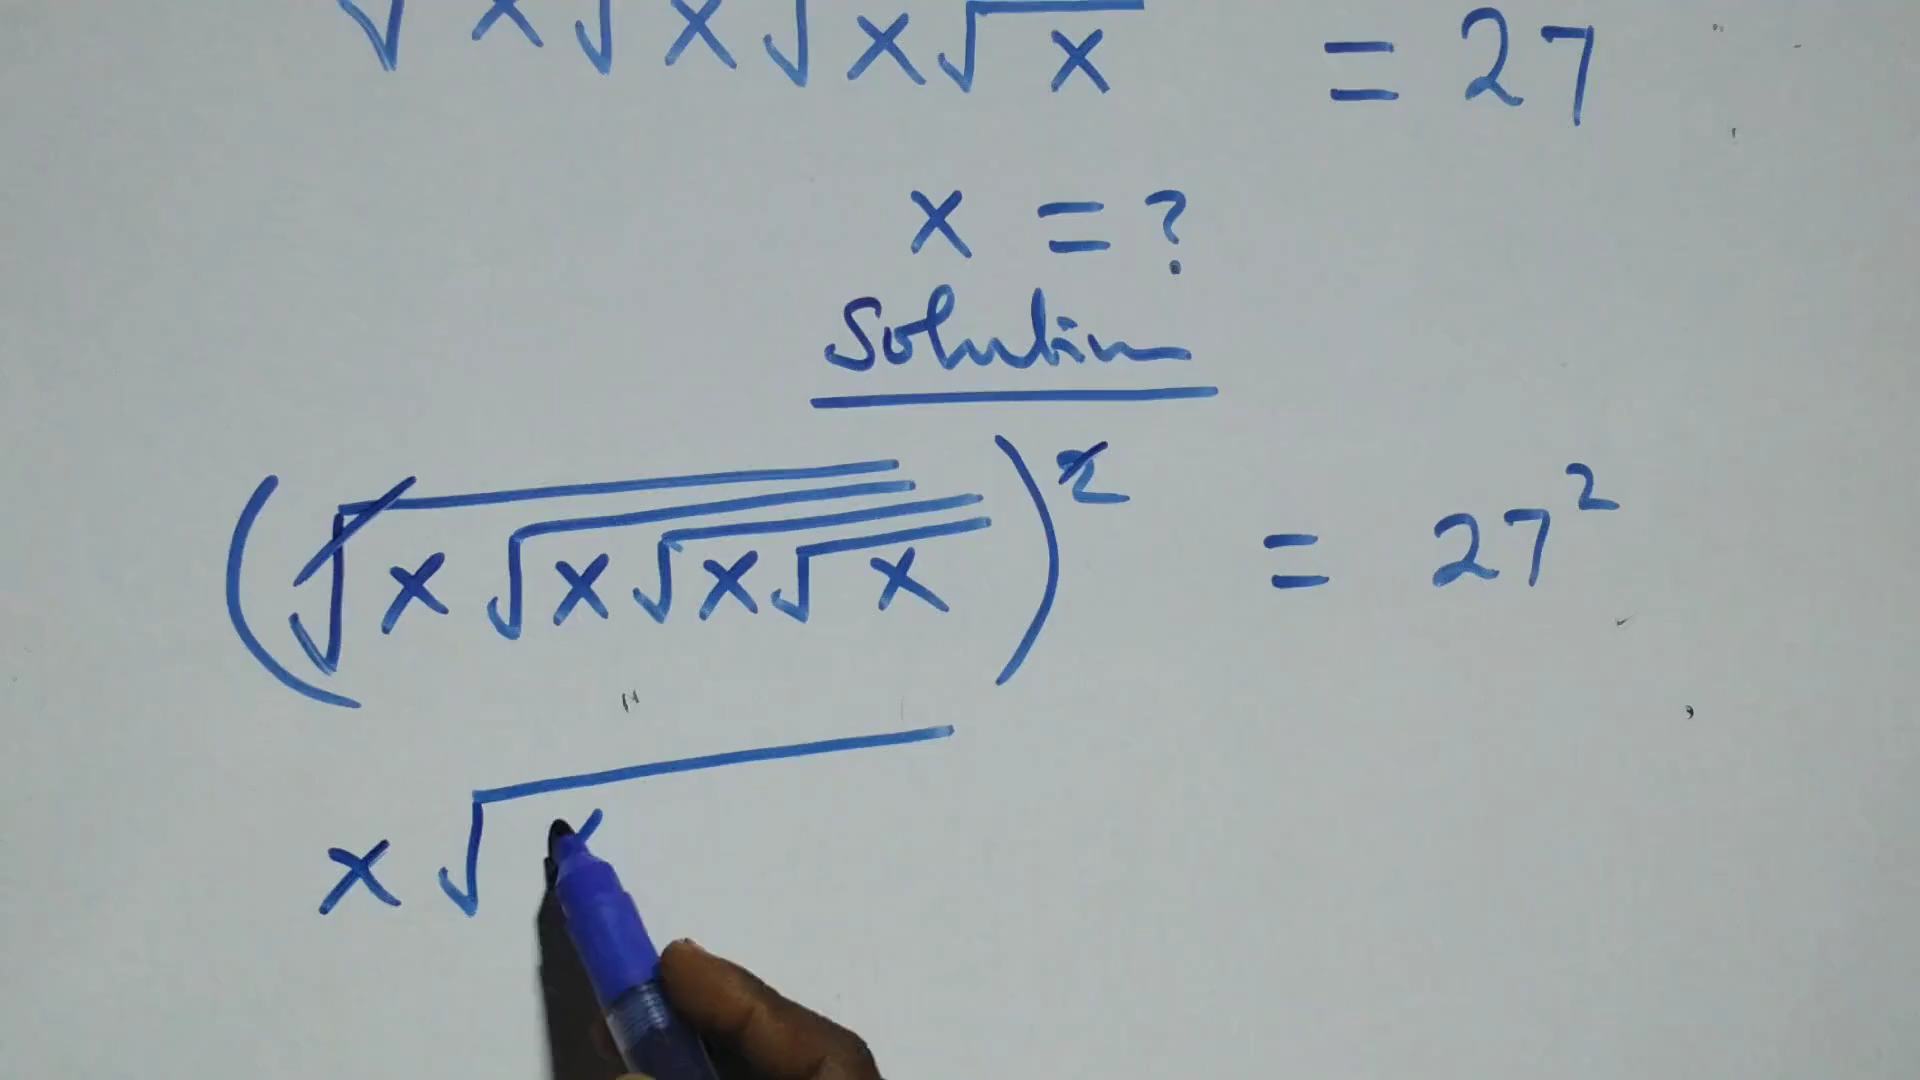 √x√x√x√x = 27
x = ?
Solution
(√x√x√x√x)² = 27²
x√x